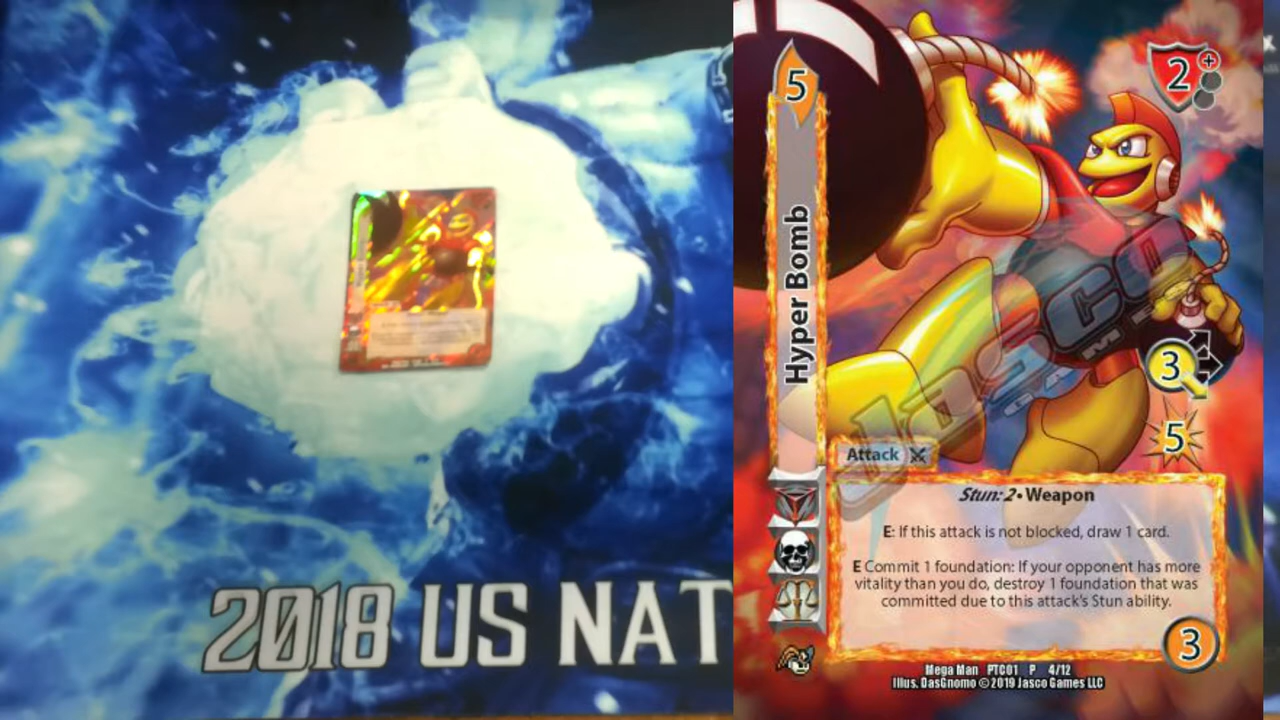 2018 US NAT
5
2
+
Hyper Bomb
Jasco
GAMES
3
5
Attack
Stun: 2 • Weapon
E: If this attack is not blocked, draw 1 card.
E Commit 1 foundation: If your opponent has more
vitality than you do, destroy 1 foundation that was
committed due to this attack's Stun ability.
3
Mega Man PTC01 P 4/12
Illus. DasGnomo ©2019 Jasco Games LLC